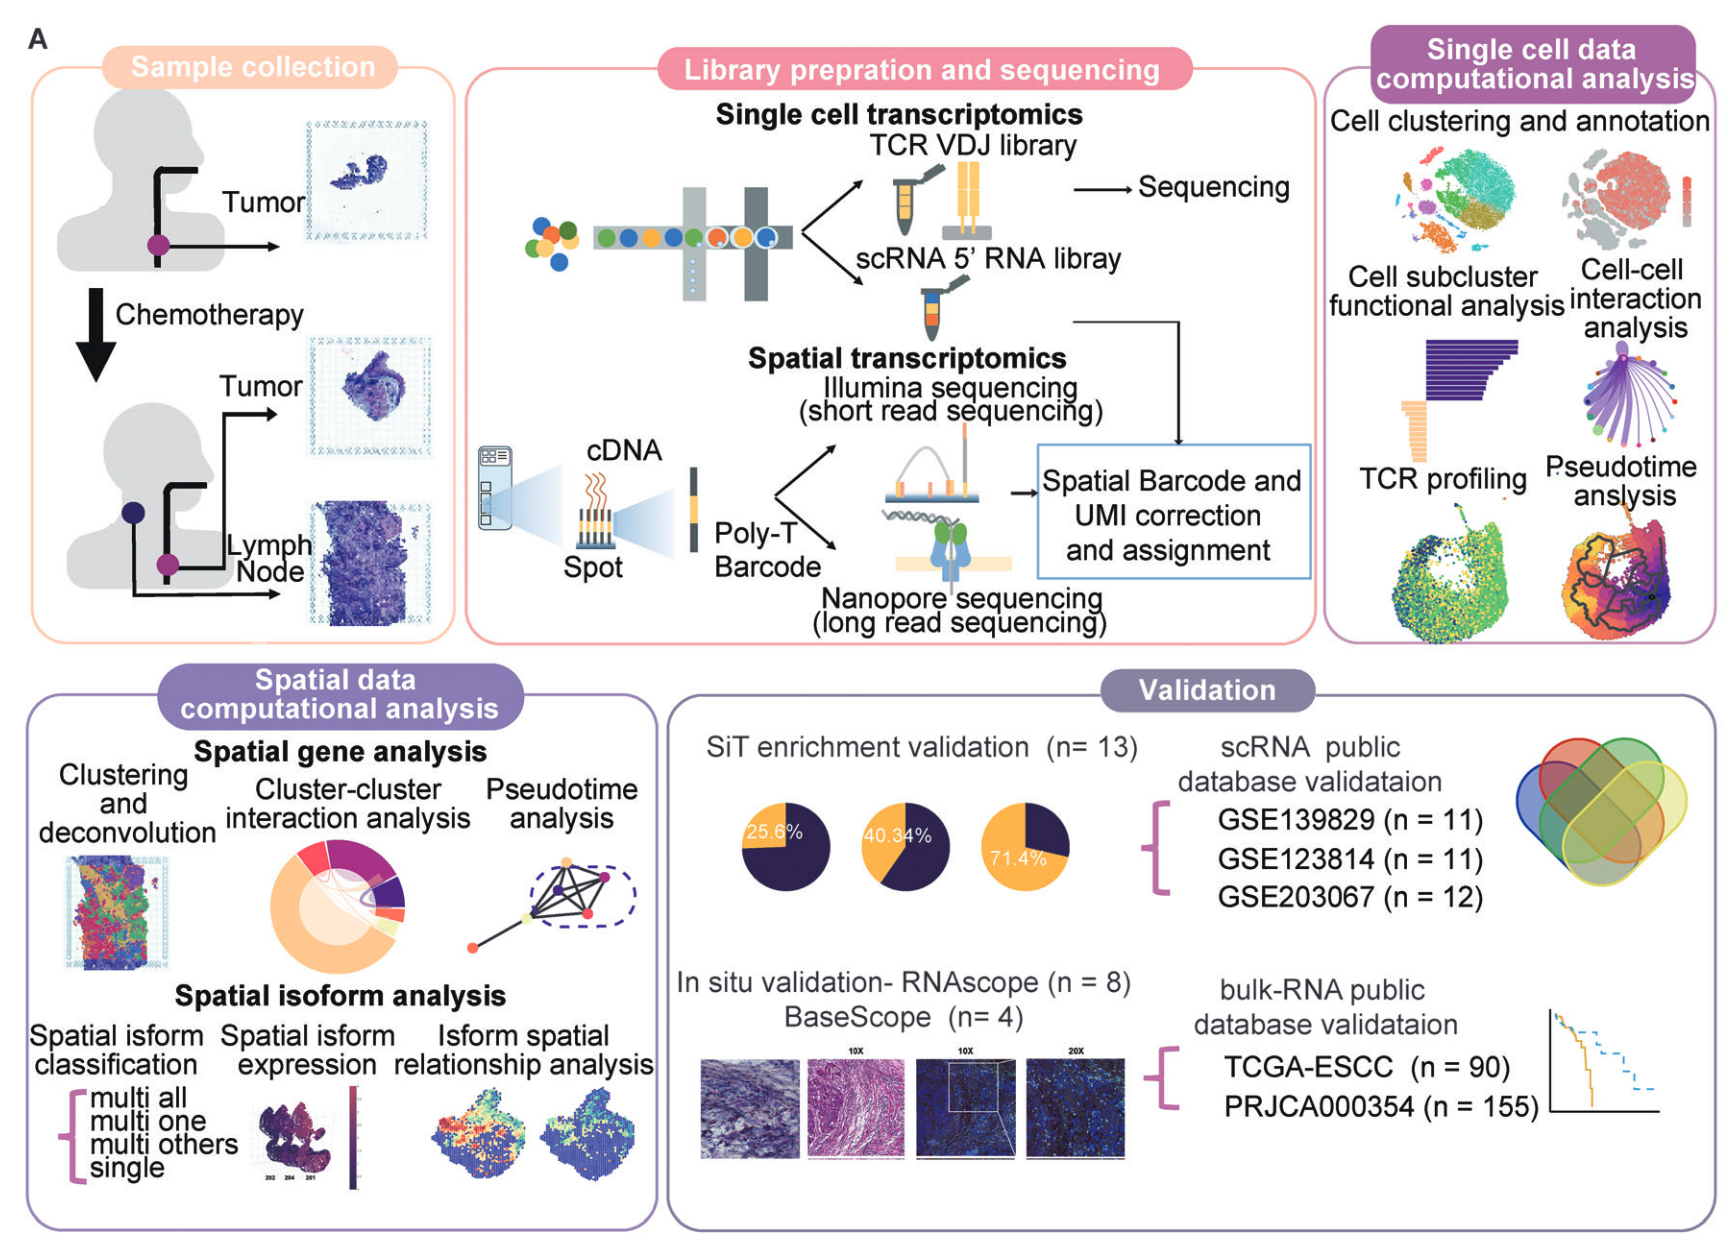 A
Sample collection
Tumor
Chemotherapy
Tumor
Lymph
Node
Library prepration and sequencing
Single cell transcriptomics
TCR VDJ library
Sequencing
scRNA 5’ RNA libray
Spatial transcriptomics
Illumina sequencing
(short read sequencing)
cDNA
Spot
Poly-T
Barcode
Nanopore sequencing
(long read sequencing)
Spatial Barcode and
UMI correction
and assignment
Single cell data
computational analysis
Cell clustering and annotation
Cell subcluster
functional analysis
Cell-cell
interaction
analysis
TCR profiling
Pseudotime
anslysis
Spatial data
computational analysis
Spatial gene analysis
Clustering
and
deconvolution
Cluster-cluster
interaction analysis
Pseudotime
analysis
Spatial isoform analysis
Spatial isform
classification
multi all
multi one
multi others
single
Spatial isform
expression
202 204 201
Isform spatial
relationship analysis
Validation
SiT enrichment validation (n= 13)
25.6%
40.34%
71.4%
scRNA public
database validataion
GSE139829 (n = 11)
GSE123814 (n = 11)
GSE203067 (n = 12)
In situ validation- RNAscope (n = 8)
BaseScope (n= 4)
10X
10X
20X
bulk-RNA public
database validataion
TCGA-ESCC (n = 90)
PRJCA000354 (n = 155)